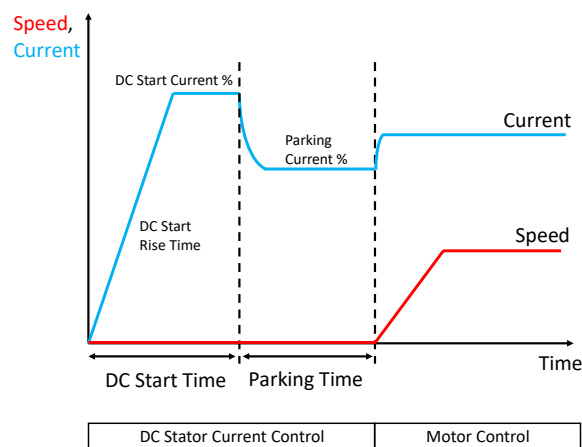 Speed,
Current
DC Start Current %
Parking
Current %
Current
DC Start
Rise Time
Speed
Time
DC Start Time
Parking Time
DC Stator Current Control
Motor Control